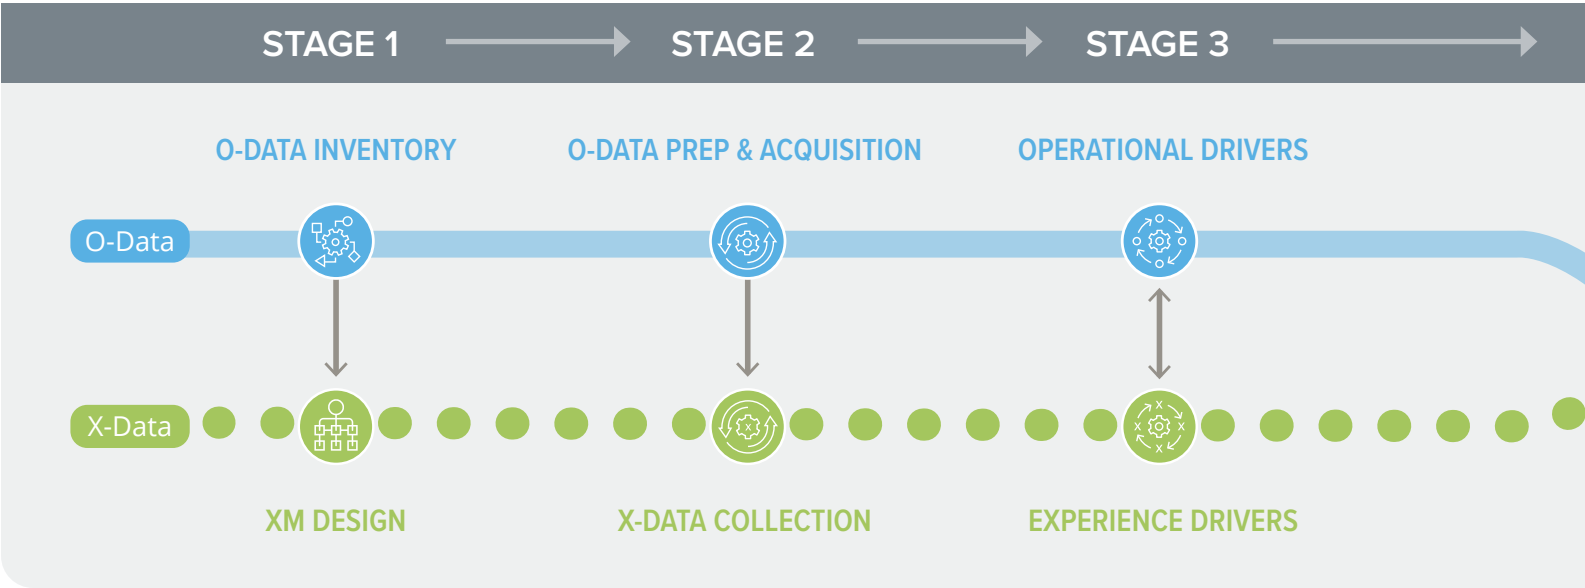 STAGE 1 STAGE 2 STAGE 3
O-DATA INVENTORY O-DATA PREP & ACQUISITION OPERATIONAL DRIVERS
O-Data
X-Data
X
X X
X
X
XM DESIGN X-DATA COLLECTION EXPERIENCE DRIVERS